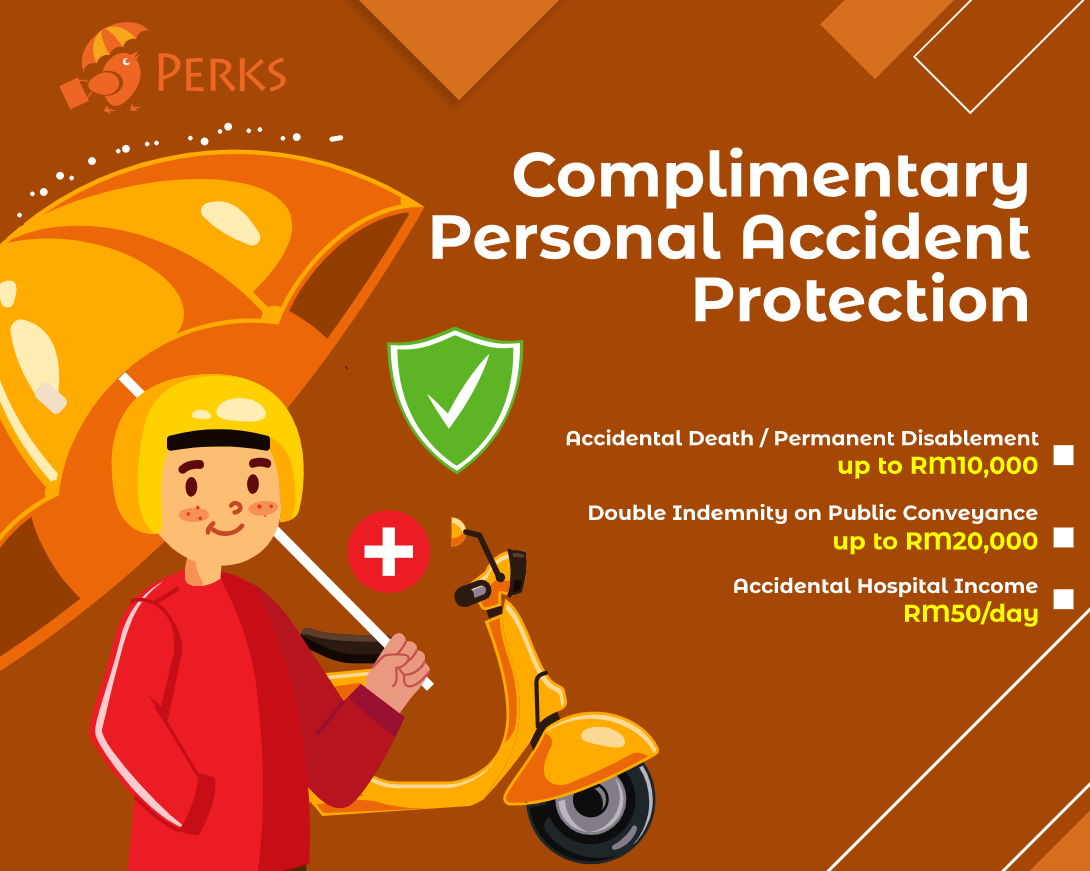 PERKS
Complimentary
Personal Accident
Protection
Accidental Death / Permanent Disablement
up to RM10,000
Double Indemnity on Public Conveyance
up to RM20,000
Accidental Hospital Income
RM50/day